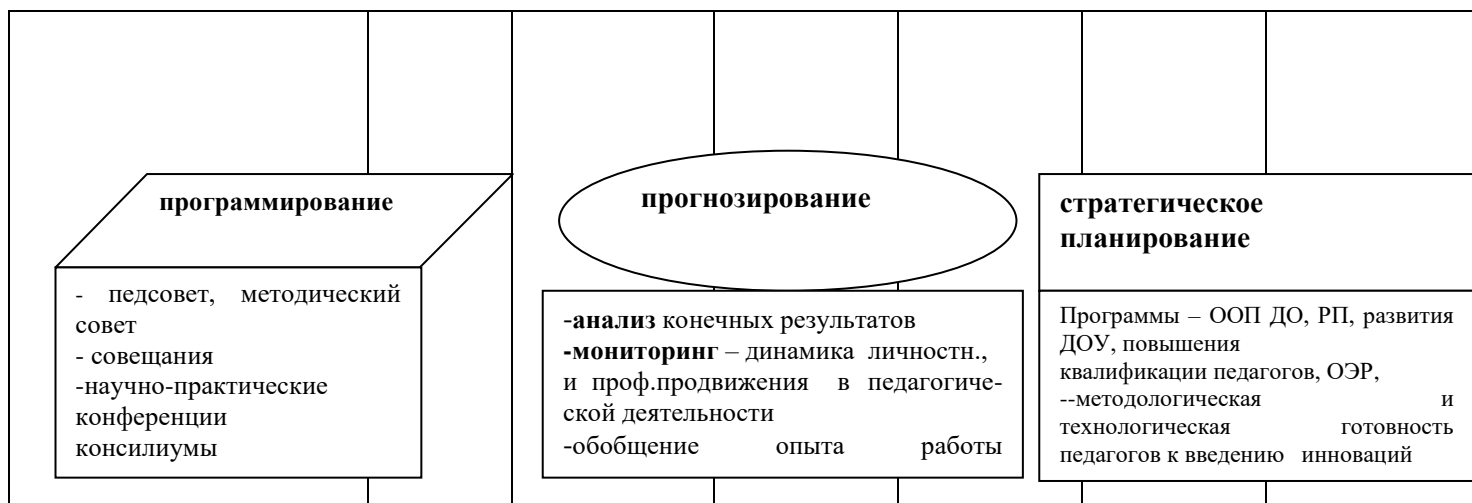 программирование
- педсовет, методический
совет
- совещания
-научно-практические
конференции
консилиумы
прогнозирование
-анализ конечных результатов
-мониторинг – динамика личностн.,
и проф.продвижения в педагогиче-
ской деятельности
-обобщение опыта работы
стратегическое
планирование
Программы – ООП ДО, РП, развития
ДОУ, повышения
квалификации педагогов, ОЭР,
--методологическая и
технологическая готовность
педагогов к введению инноваций